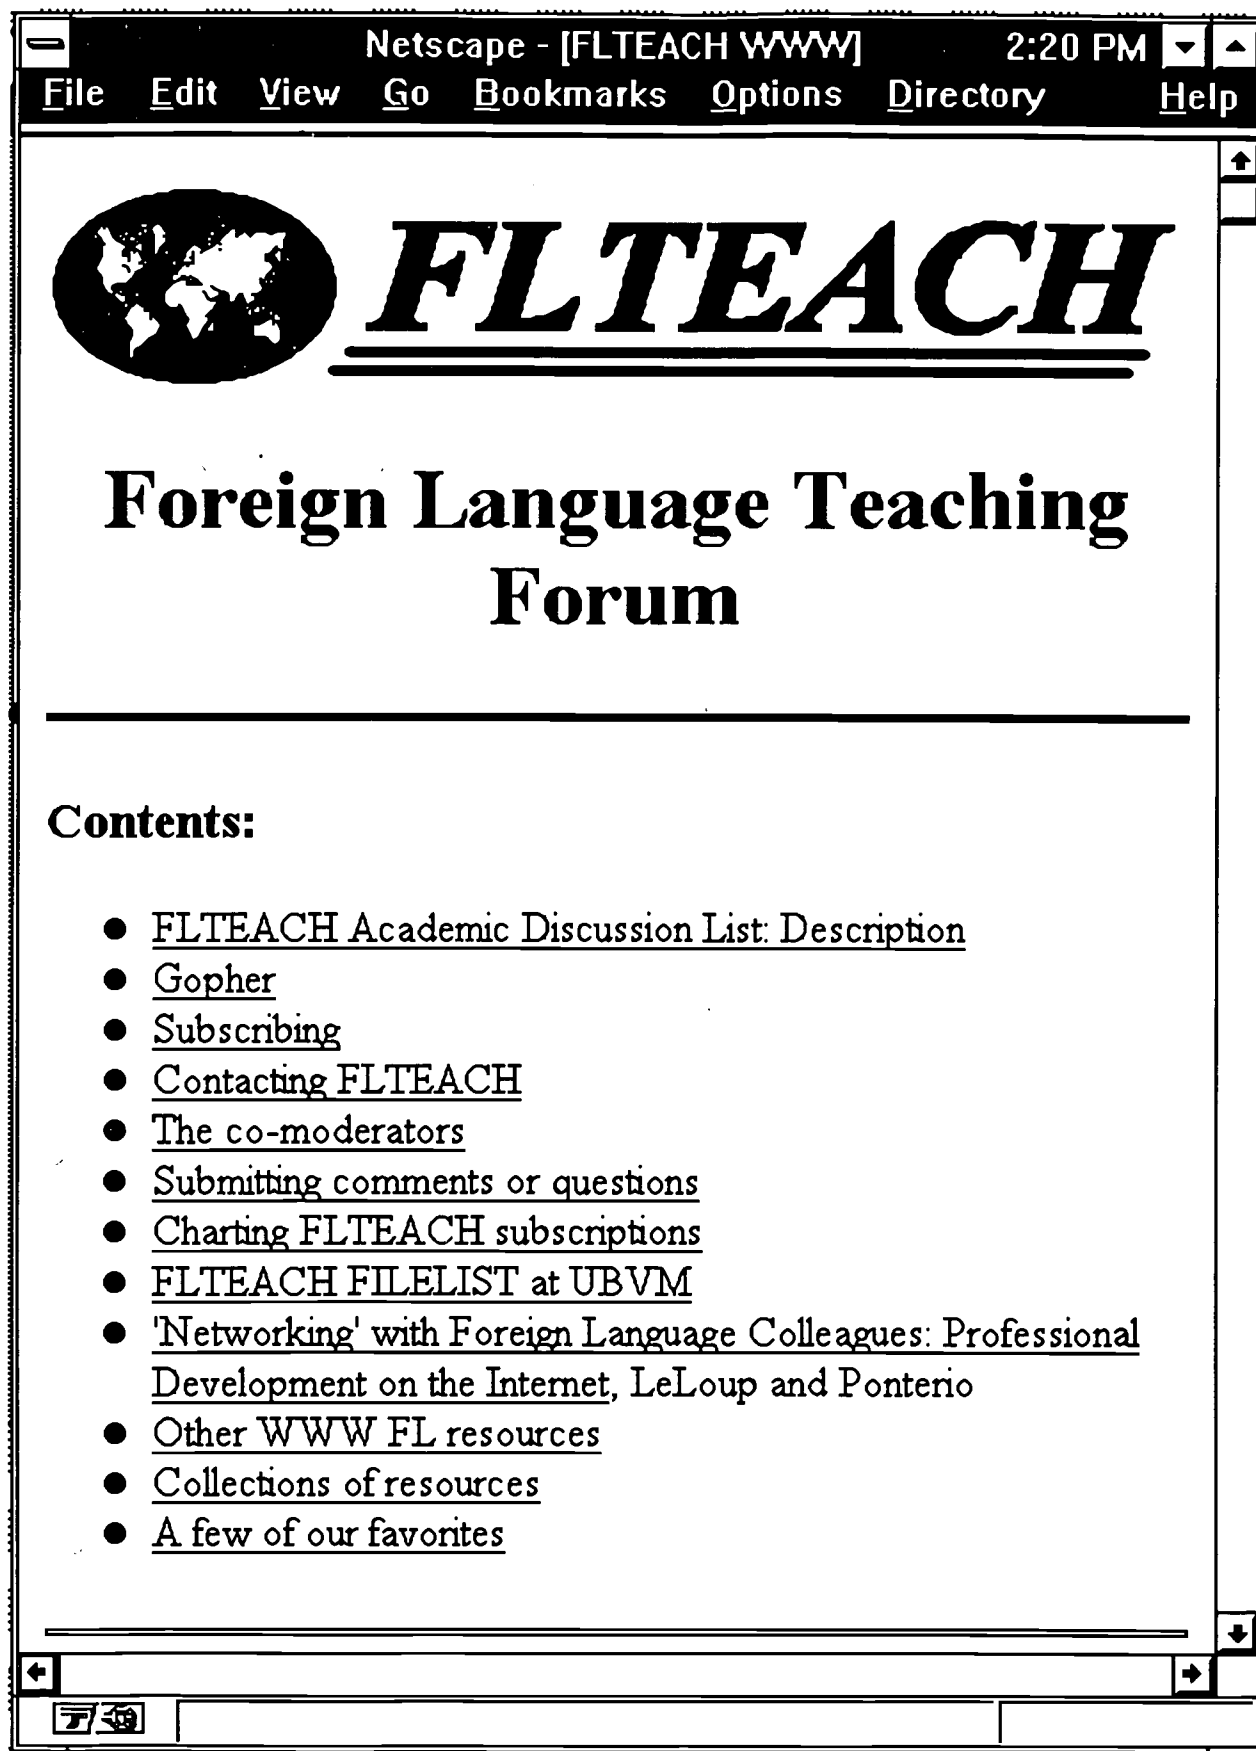 Netscape - [FLTEACH WWW] 2:20 PM
File Edit View Go Bookmarks Options Directory Help
FLTEACH
Foreign Language Teaching
Forum
Contents:
● FLTEACH Academic Discussion List: Description
● Gopher
● Subscribing
● Contacting FLTEACH
● The co-moderators
● Submitting comments or questions
● Charting FLTEACH subscriptions
● FLTEACH FILELIST at UBVM
● 'Networking' with Foreign Language Colleagues: Professional
Development on the Internet, LeLoup and Ponterio
● Other WWW FL resources
● Collections of resources
● A few of our favorites